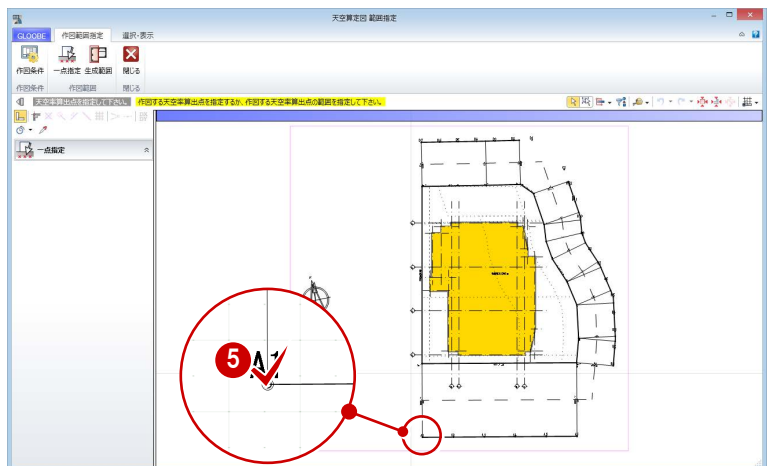 天空算定図 範囲指定
GLOOBE 作図範囲指定 選択・表示
作図条件 一点指定 生成範囲 閉じる
作図条件 作図範囲 閉じる
天空率算出点を指定して下さい。 作図する天空率算出点を指定するか、作図する天空率算出点の範囲を指定して下さい。
一点指定
5
A1